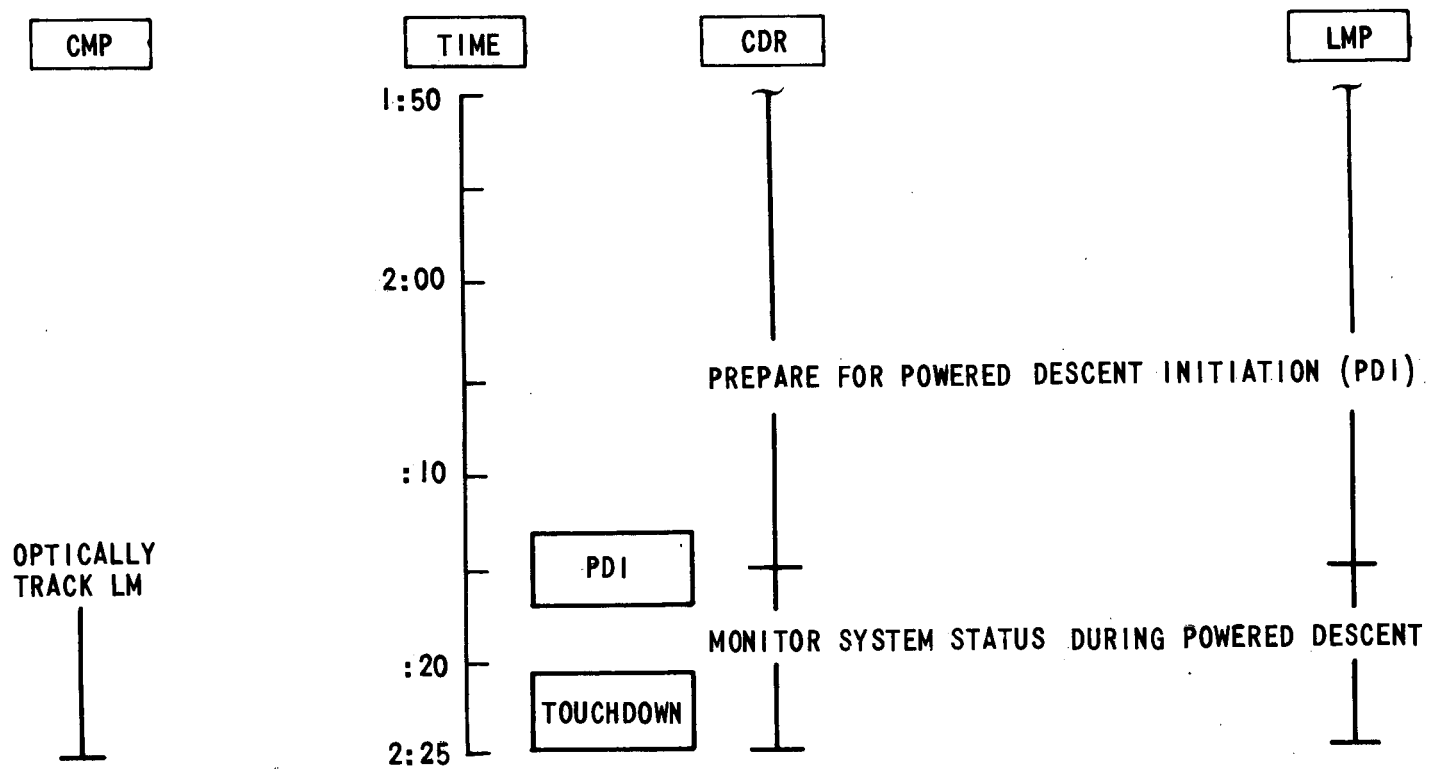 CMP
TIME
CDR
LMP
1:50
2:00
PREPARE FOR POWERED DESCENT INITIATION (PDI)
:10
OPTICALLY
TRACK LM
PDI
MONITOR SYSTEM STATUS DURING POWERED DESCENT
:20
TOUCHDOWN
2:25